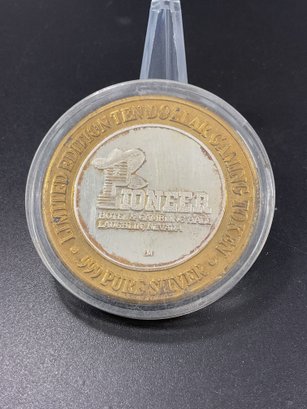 LIMITED EDITION TEN DOLLAR GAMING TOKEN
PIONEER
HOTEL & GAMBLING HALL
LAUGHLIN, NEVADA
• .999 PURE SILVER •